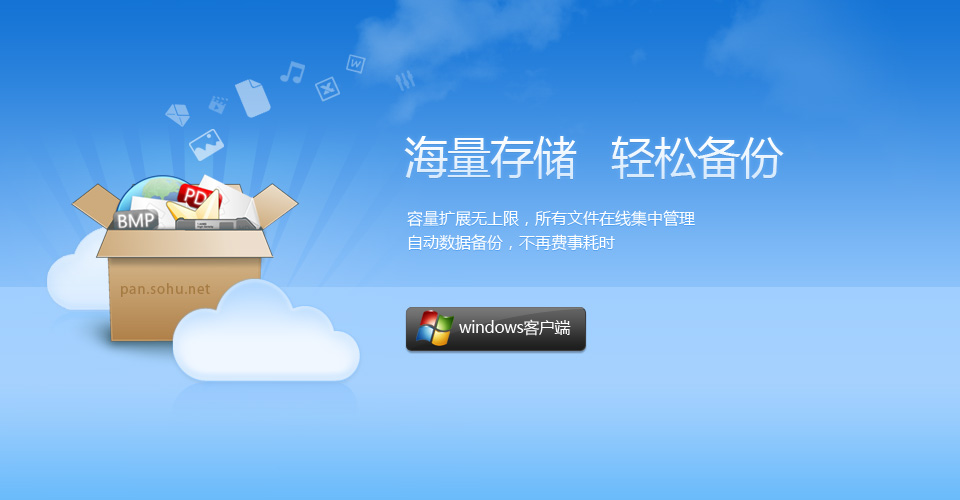 海量存储 轻松备份
容量扩展无上限，所有文件在线集中管理
自动数据备份，不再费事耗时
BMP
pan.sohu.net
windows客户端
W